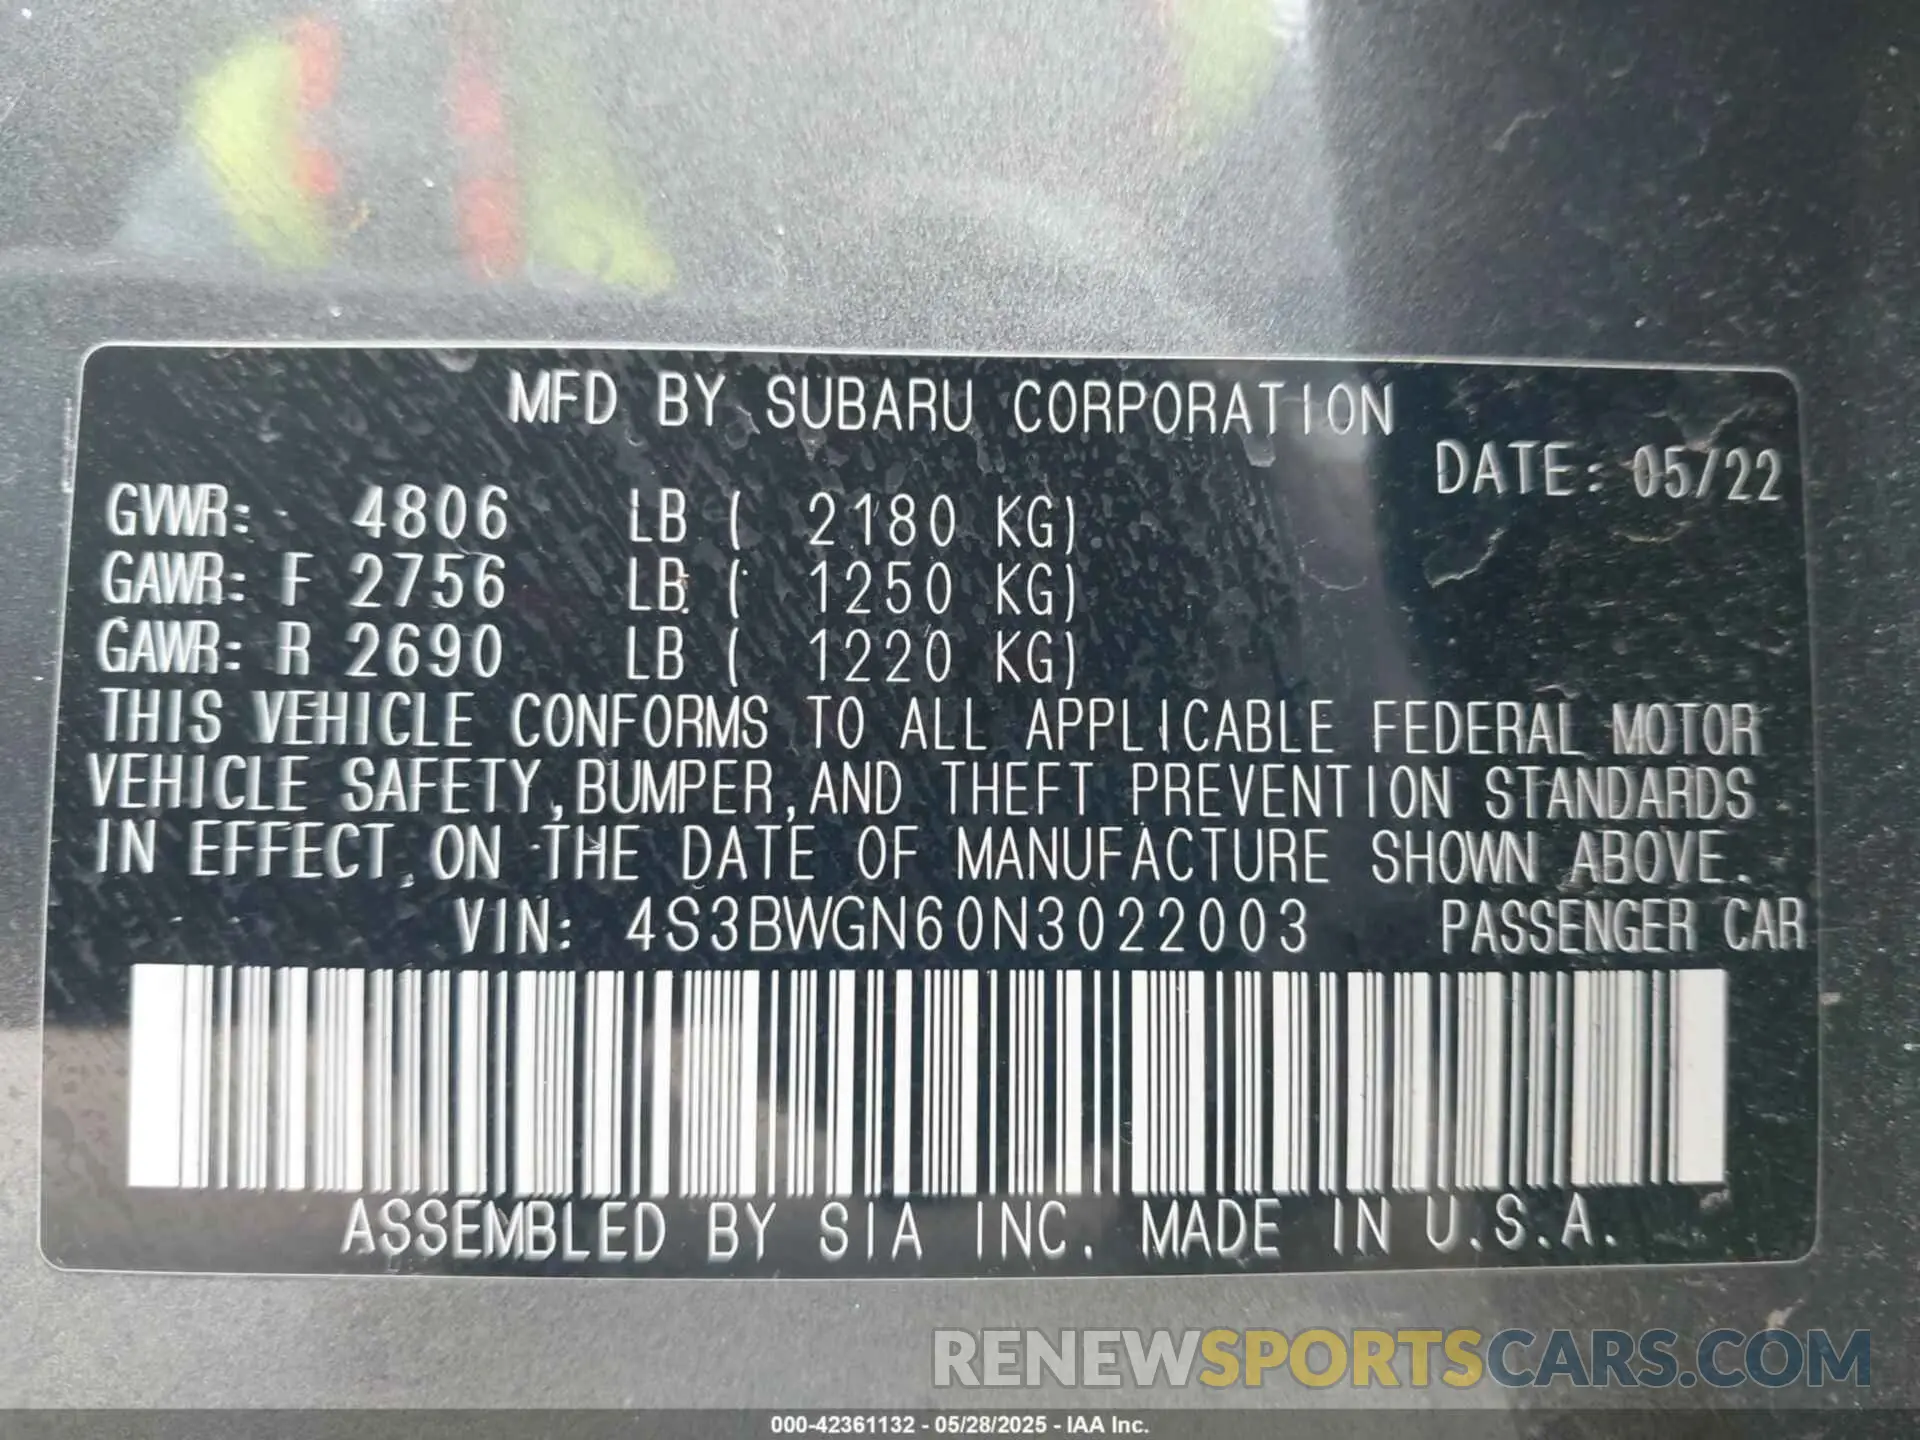 MFD BY SUBARU CORPORATION
DATE: 05/22
GVWR: 4806 LB ( 2180 KG)
GAWR: F 2756 LB ( 1250 KG)
GAWR: R 2690 LB ( 1220 KG)
THIS VEHICLE CONFORMS TO ALL APPLICABLE FEDERAL MOTOR
VEHICLE SAFETY,BUMPER,AND THEFT PREVENTION STANDARDS
IN EFFECT ON THE DATE OF MANUFACTURE SHOWN ABOVE.
VIN: 4S3BWGN60N3022003 PASSENGER CAR
ASSEMBLED BY SIA INC. MADE IN U.S.A.
RENEWSPORTSCARS.COM
000-42361132 - 05/28/2025 - IAA Inc.